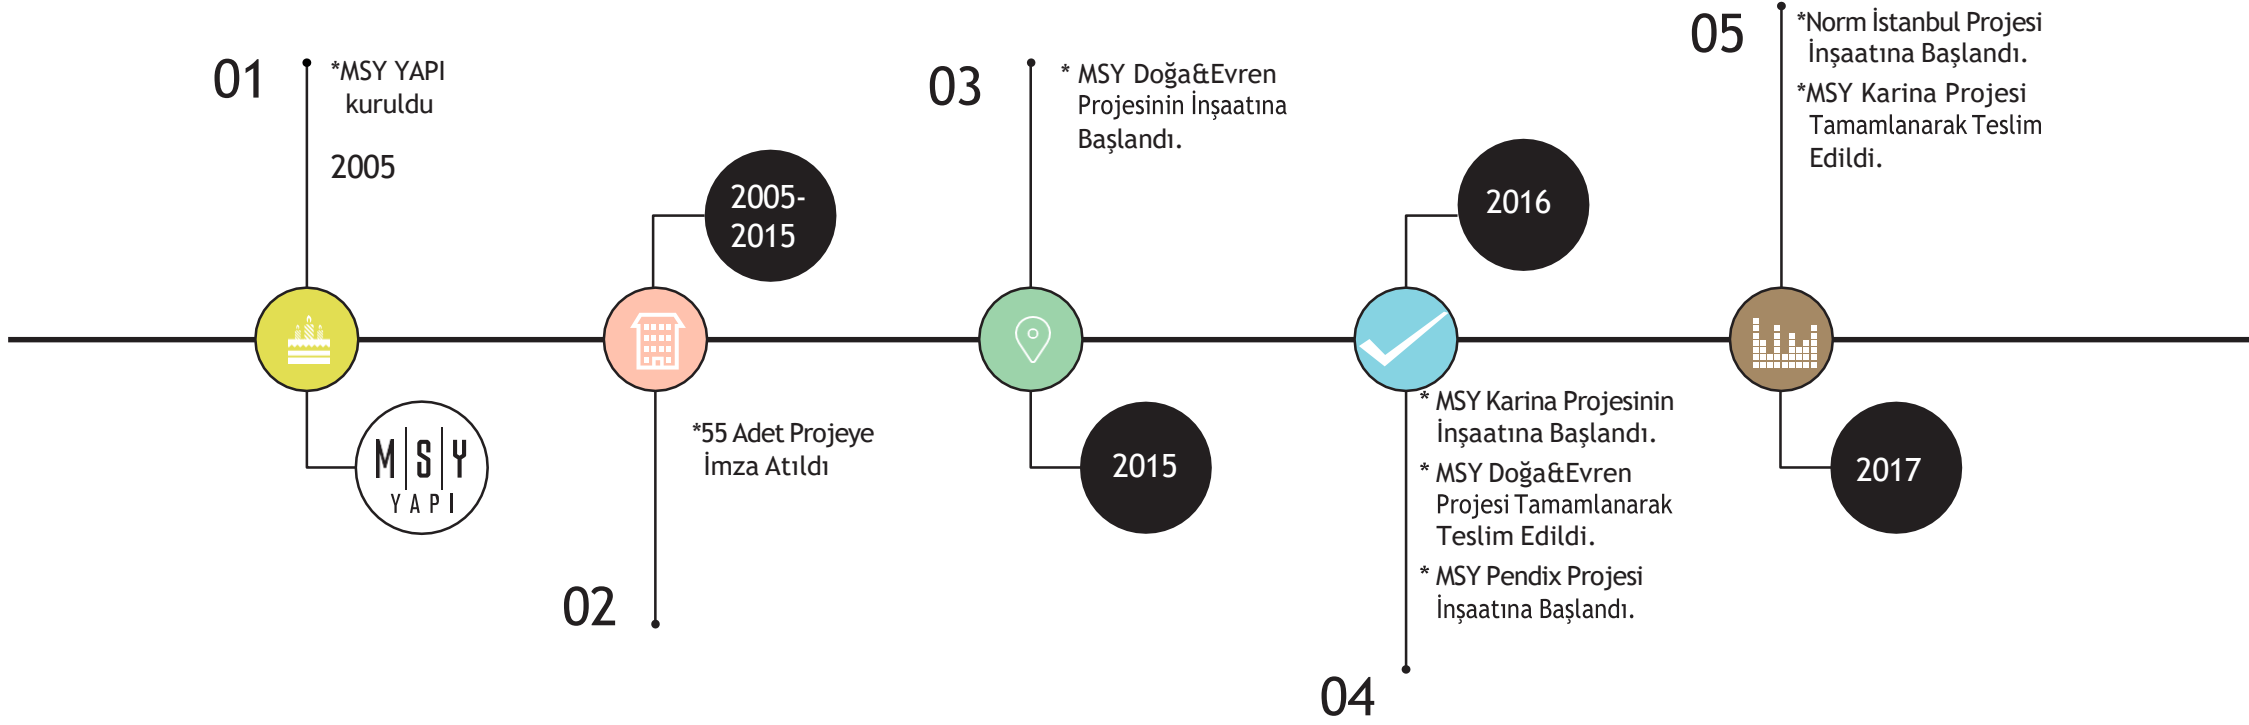 01
*MSY YAPI
kuruldu
2005
M S Y
YAPI
2005-
2015
*55 Adet Projeye
İmza Atıldı
02
03
* MSY Doğa&Evren
Projesinin İnşaatına
Başlandı.
2015
2016
* MSY Karina Projesinin
İnşaatına Başlandı.
* MSY Doğa&Evren
Projesi Tamamlanarak
Teslim Edildi.
* MSY Pendix Projesi
İnşaatına Başlandı.
04
05
*Norm İstanbul Projesi
İnşaatına Başlandı.
*MSY Karina Projesi
Tamamlanarak Teslim
Edildi.
2017